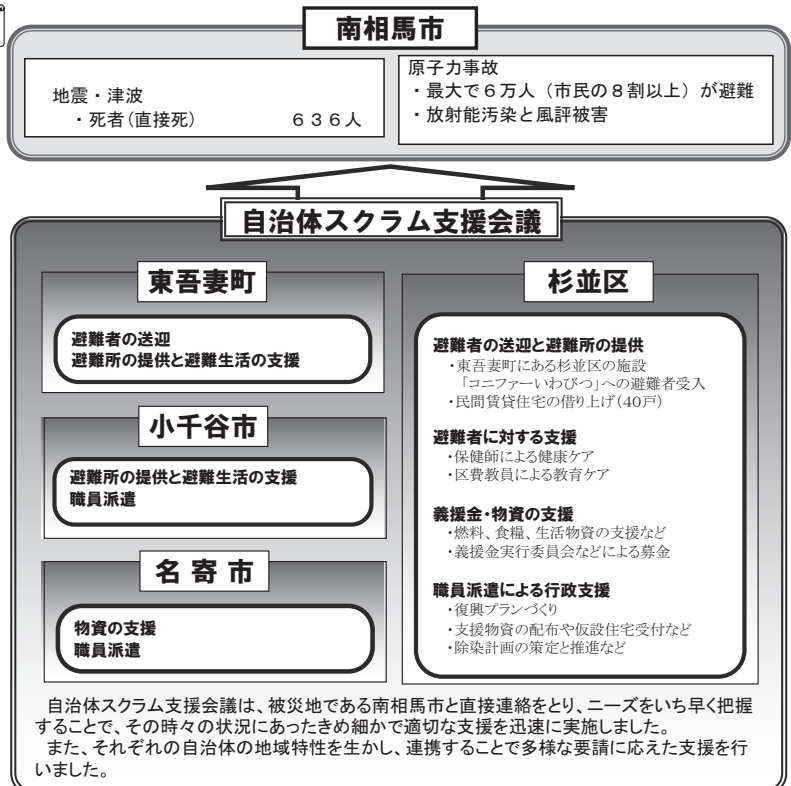 南相馬市
地震・津波
・死者(直接死) 636人
原子力事故
・最大で6万人（市民の8割以上）が避難
・放射能汚染と風評被害
自治体スクラム支援会議
東吾妻町
避難者の送迎
避難所の提供と避難生活の支援
小千谷市
避難所の提供と避難生活の支援
職員派遣
名寄市
物資の支援
職員派遣
杉並区
避難者の送迎と避難所の提供
・東吾妻町にある杉並区の施設
「コニファーいわびつ」への避難者受入
・民間賃貸住宅の借り上げ(40戸)
避難者に対する支援
・保健師による健康ケア
・区費教員による教育ケア
義援金・物資の支援
・燃料、食糧、生活物資の支援など
・義援金実行委員会などによる募金
職員派遣による行政支援
・復興プランづくり
・支援物資の配布や仮設住宅受付など
・除染計画の策定と推進など
自治体スクラム支援会議は、被災地である南相馬市と直接連絡をとり、ニーズをいち早く把握
することで、その時々の状況にあったきめ細かで適切な支援を迅速に実施しました。
また、それぞれの自治体の地域特性を生かし、連携することで多様な要請に応えた支援を行
いました。